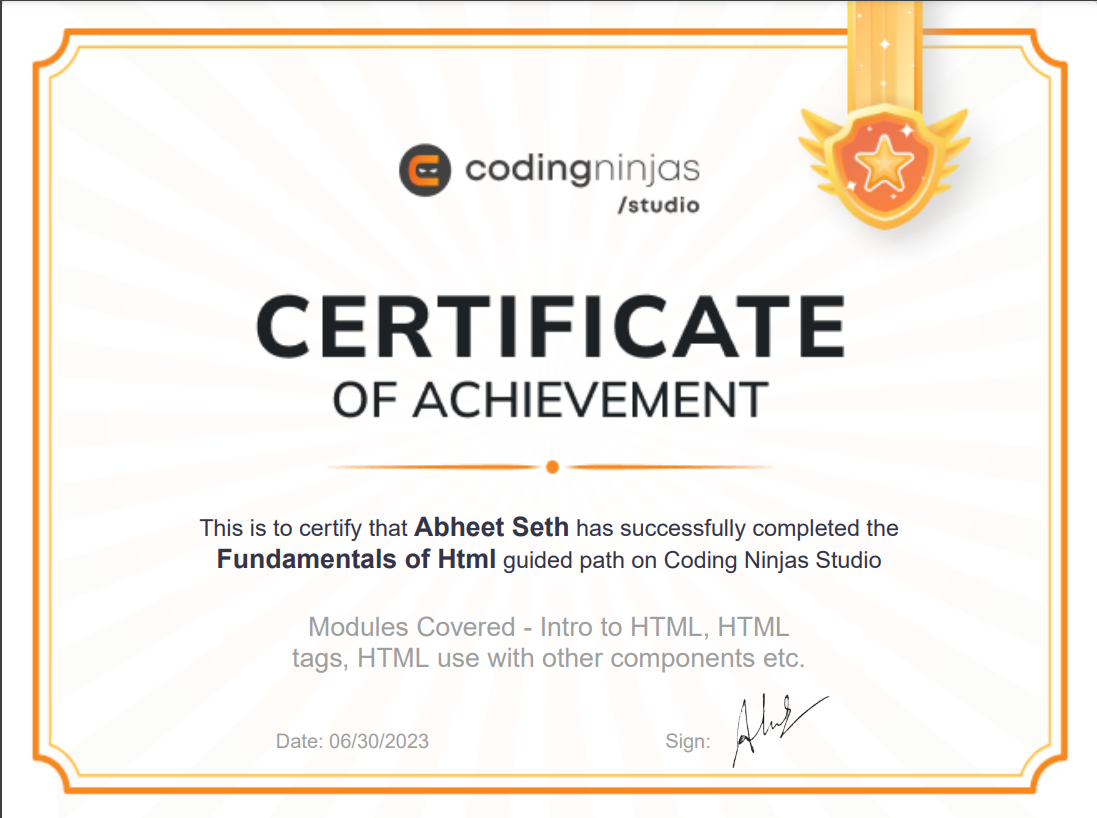 codingninjas
/studio
CERTIFICATE
OF ACHIEVEMENT
This is to certify that Abheet Seth has successfully completed the
Fundamentals of Html guided path on Coding Ninjas Studio
Modules Covered - Intro to HTML, HTML
tags, HTML use with other components etc.
Date: 06/30/2023
Sign: